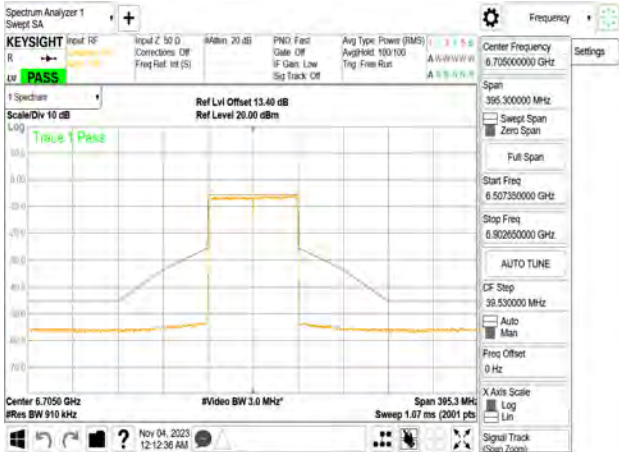 Spectrum Analyzer 1
Swept SA
Frequency
KEYSIGHT
Input: RF
R
LV PASS
Input Z: 50 Ω
Corrections: Off
Freq Ref: Int (S)
#Atten: 20 dB
PNO: Fast
Gate: Off
IF Gain: Low
Sig Track: Off
Avg Type: Power (RMS)
Avg|Hold: 100/100
Trig: Free Run
Center Frequency
6.705000000 GHz
Settings
Span
395.300000 MHz
Swept Span
Zero Span
Full Span
Start Freq
6.507350000 GHz
Stop Freq
6.902650000 GHz
AUTO TUNE
CF Step
39.530000 MHz
Auto
Man
Freq Offset
0 Hz
X Axis Scale
Log
Lin
Signal Track
(Span Zoom)
1 Spectrum
Scale/Div 10 dB
Ref Lvl Offset 13.40 dB
Ref Level 20.00 dBm
Log
Trace 1 Pass
Center 6.7050 GHz
#Res BW 910 kHz
#Video BW 3.0 MHz*
Span 395.3 MHz
Sweep 1.07 ms (2001 pts)
?
Nov 04, 2023
12:12:36 AM